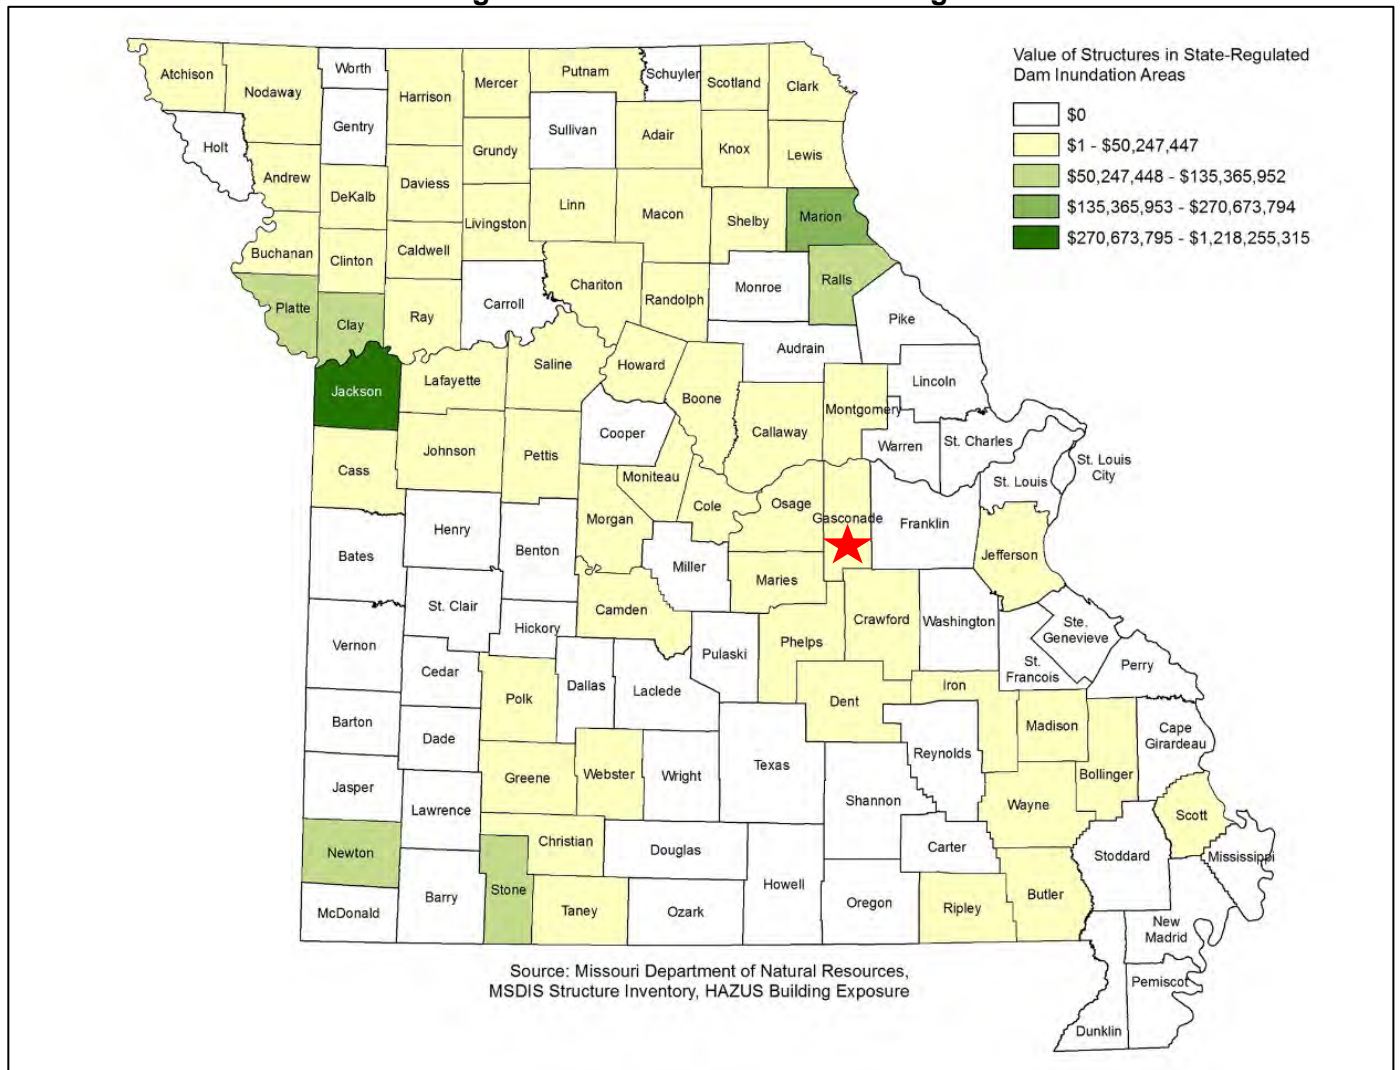 Value of Structures in State-Regulated
Dam Inundation Areas
$0
$1 - $50,247,447
$50,247,448 - $135,365,952
$135,365,953 - $270,673,794
$270,673,795 - $1,218,255,315
Atchison
Nodaway
Worth
Harrison
Mercer
Putnam
Schuyler
Scotland
Clark
Holt
Gentry
Sullivan
Adair
Knox
Lewis
Grundy
Andrew
DeKalb
Daviess
Livingston
Linn
Macon
Shelby
Marion
Buchanan
Clinton
Caldwell
Carroll
Chariton
Randolph
Monroe
Ralls
Platte
Clay
Ray
Pike
Audrain
Jackson
Lafayette
Saline
Howard
Boone
Lincoln
Montgomery
Callaway
Cooper
Warren
St. Charles
St. Louis
City
St. Louis
Cass
Johnson
Pettis
Moniteau
Cole
Osage
Gasconade
Franklin
Morgan
Jefferson
Bates
Henry
Benton
Miller
Maries
St. Clair
Camden
Crawford
Washington
Ste.
Genevieve
Hickory
Vernon
Pulaski
Phelps
St.
Francois
Perry
Cedar
Polk
Dallas
Laclede
Dent
Iron
Madison
Barton
Dade
Texas
Reynolds
Cape
Girardeau
Jasper
Greene
Webster
Wright
Bollinger
Shannon
Wayne
Lawrence
Scott
Christian
Douglas
Carter
Newton
Stoddard
Mississippi
Stone
Howell
Barry
McDonald
Taney
Ozark
Oregon
Ripley
Butler
New
Madrid
Pemiscot
Dunklin
Source: Missouri Department of Natural Resources,
MSDIS Structure Inventory, HAZUS Building Exposure